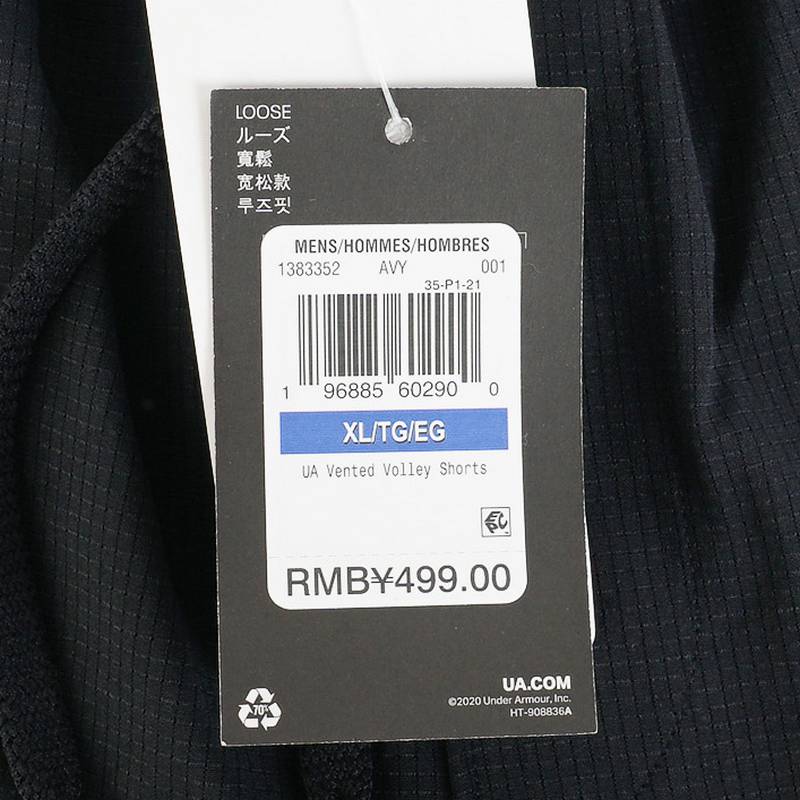 LOOSE
ルーズ
寬鬆
宽松款
루즈핏
MENS/HOMMES/HOMBRES
1383352 AVY 001
35-P1-21
1 96885 60290 0
XL/TG/EG
UA Vented Volley Shorts
EPC
RMB¥499.00
70%
UA.COM
©2020 Under Armour, Inc.
HT-908836A